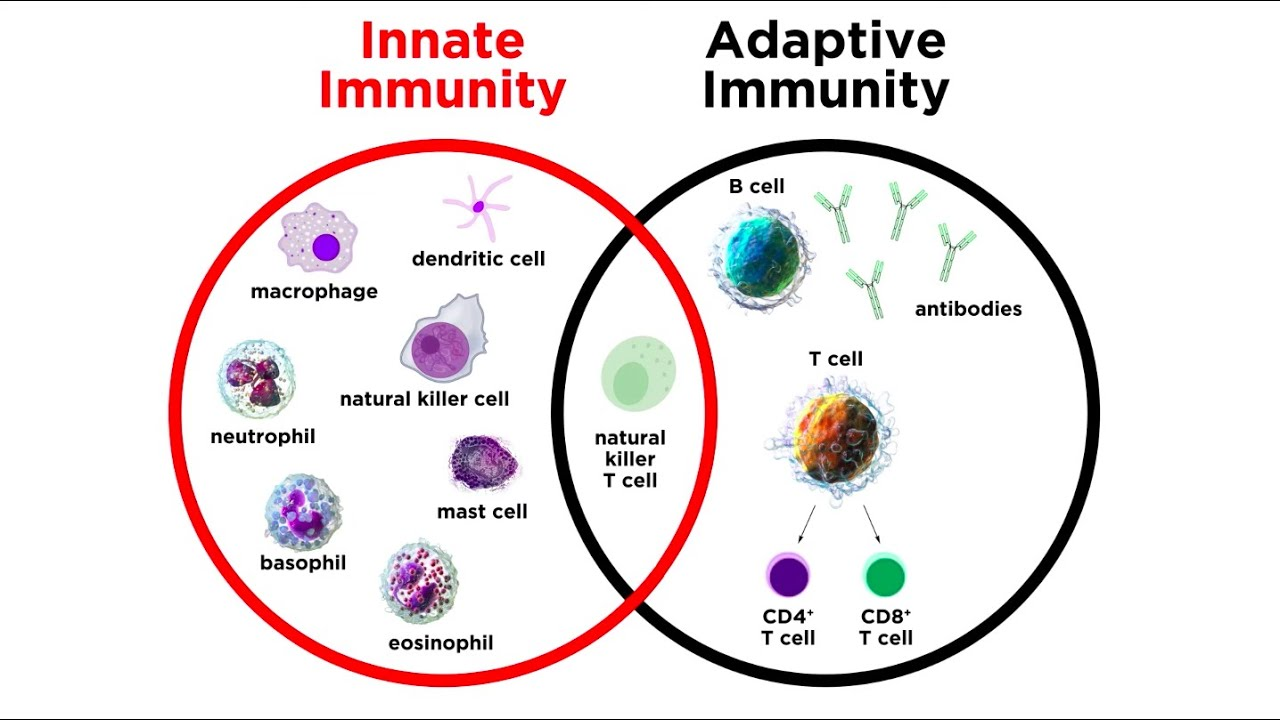 Innate
Immunity
Adaptive
Immunity
macrophage
dendritic cell
neutrophil
natural killer cell
mast cell
basophil
eosinophil
natural
killer
T cell
B cell
antibodies
T cell
CD4⁺
T cell
CD8⁺
T cell